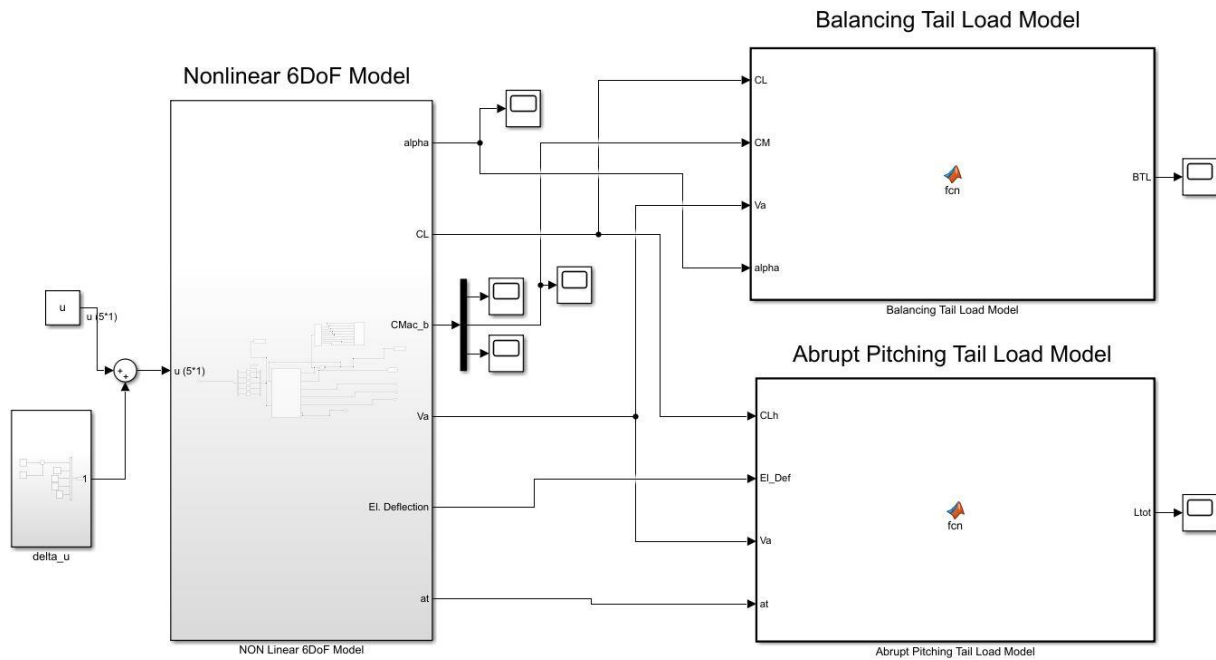 Balancing Tail Load Model
Nonlinear 6DoF Model
CL
alpha
CM
fcn
BTL
Va
CL
alpha
u
u (5*1)
CMac_b
Balancing Tail Load Model
Abrupt Pitching Tail Load Model
+
+
u (5*1)
Va
CLh
1
El. Deflection
El_Def
fcn
Ltot
delta_u
Va
at
at
NON Linear 6DoF Model
Abrupt Pitching Tail Load Model